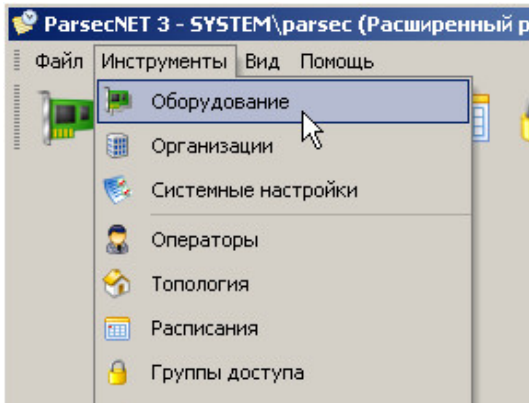 ParsecNET 3 - SYSTEM\parsec (Расширенный
Файл Инструменты Вид Помощь
Оборудование
Организации
Системные настройки
Операторы
Топология
Расписания
Группы доступа